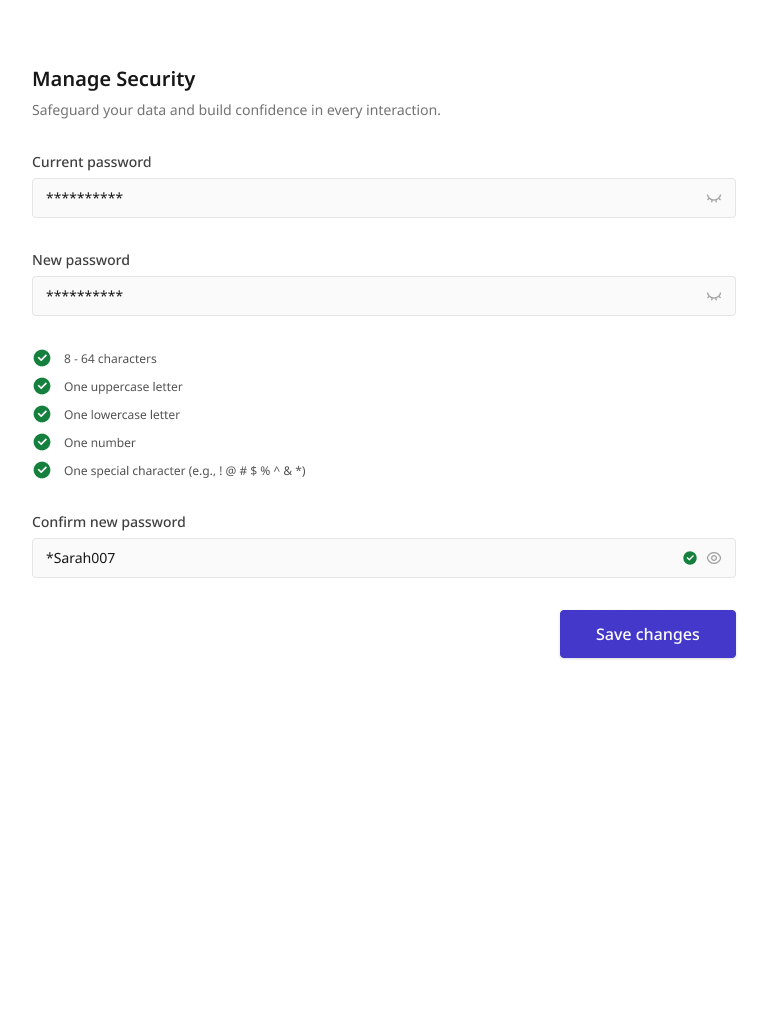 Manage Security
Safeguard your data and build confidence in every interaction.
Current password
**********
New password
**********
8 - 64 characters
One uppercase letter
One lowercase letter
One number
One special character (e.g., ! @ # $ % ^ & *)
Confirm new password
*Sarah007
Save changes